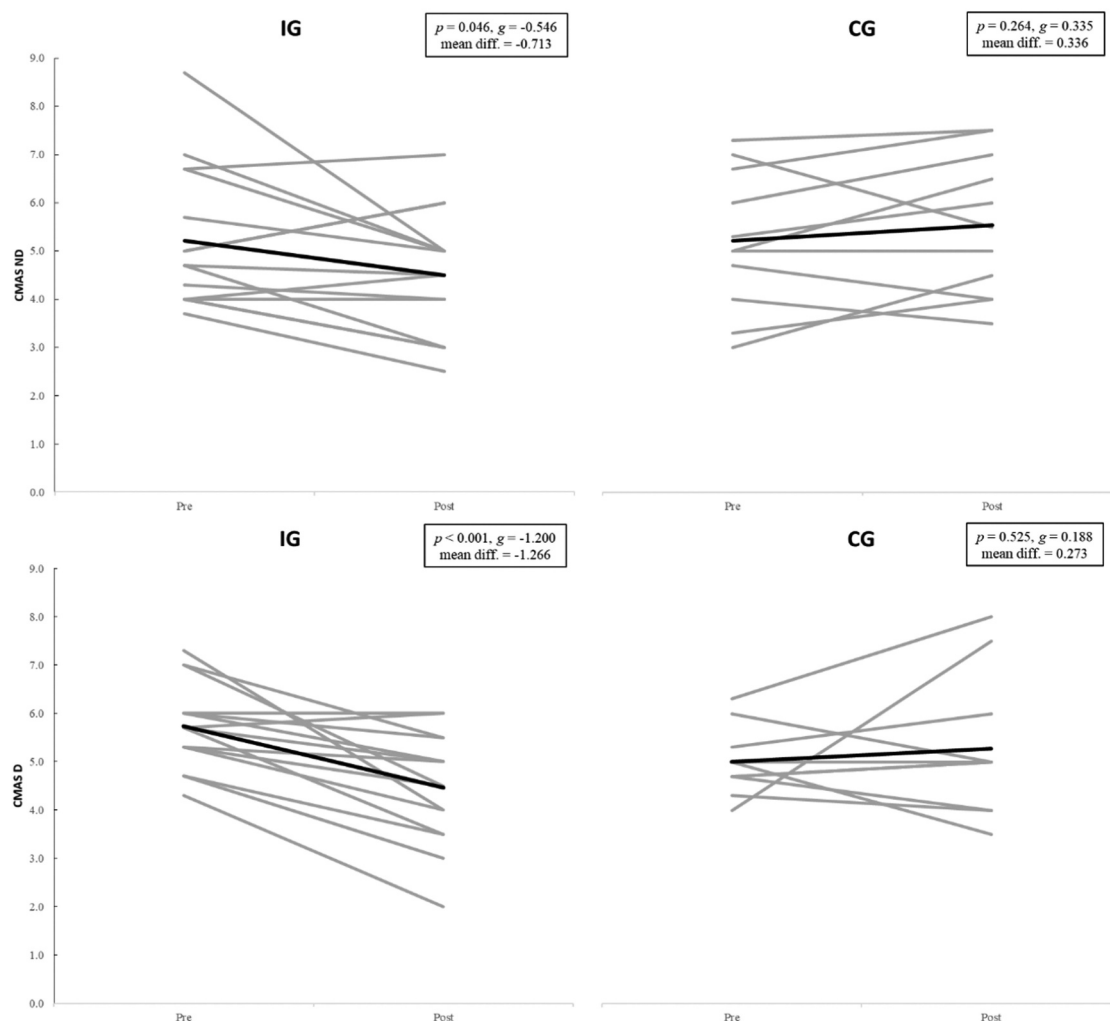 IG
p = 0.046, g = -0.546
mean diff. = -0.713
CG
p = 0.264, g = 0.335
mean diff. = 0.336
9.0
8.0
7.0
6.0
5.0
4.0
3.0
2.0
1.0
0.0
CMAS ND
Pre
Post
Pre
Post
IG
p < 0.001, g = -1.200
mean diff. = -1.266
CG
p = 0.525, g = 0.188
mean diff. = 0.273
9.0
8.0
7.0
6.0
5.0
4.0
3.0
2.0
1.0
0.0
CMAS D
Pre
Post
Pre
Post